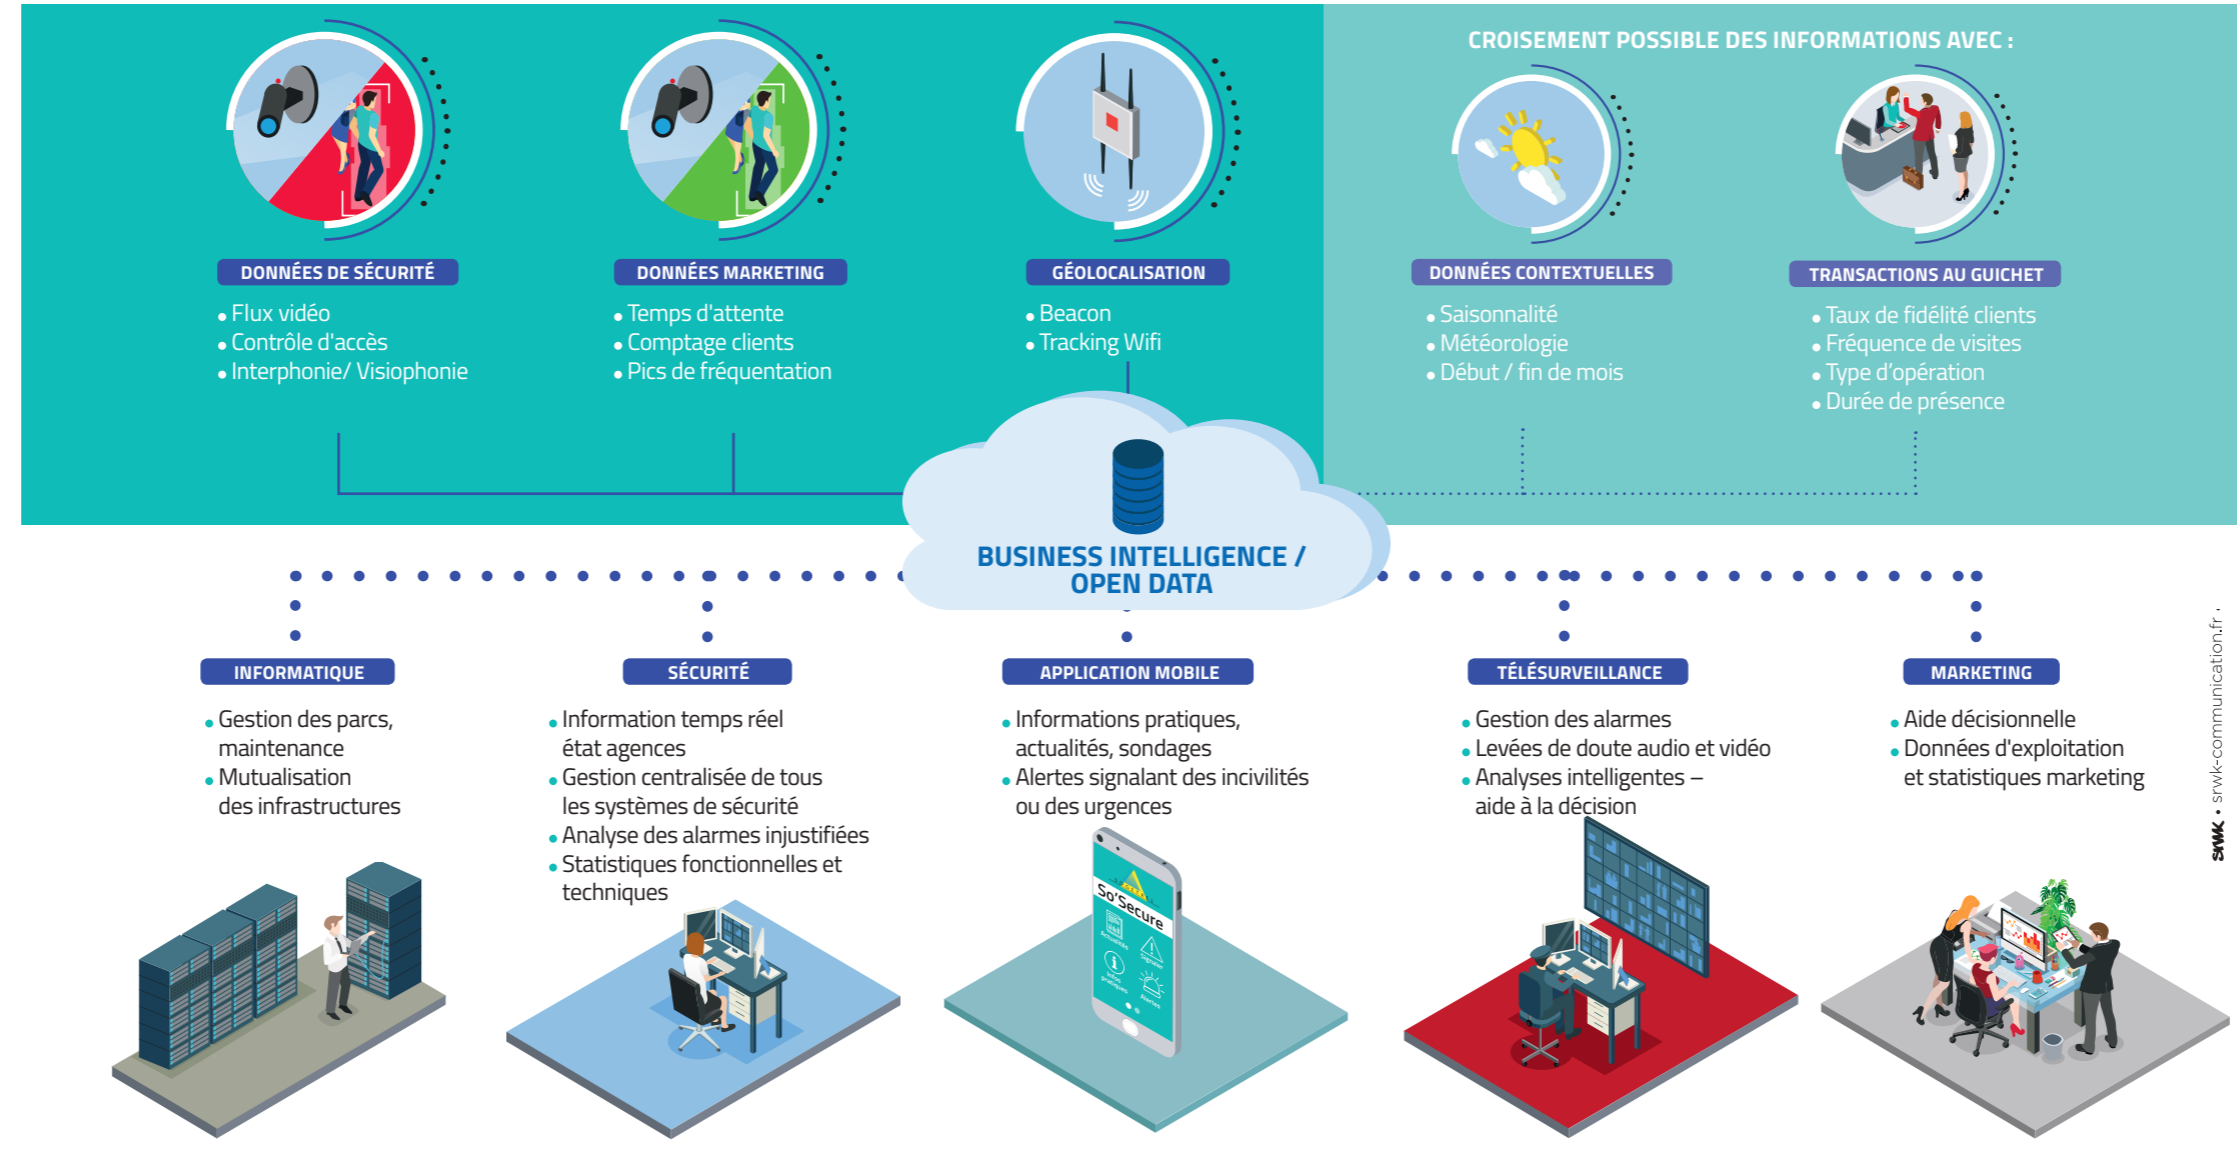 CROISEMENT POSSIBLE DES INFORMATIONS AVEC :
DONNÉES DE SÉCURITÉ
• Flux vidéo
• Contrôle d'accès
• Interphonie/ Visiophonie
DONNÉES MARKETING
• Temps d'attente
• Comptage clients
• Pics de fréquentation
GÉOLOCALISATION
• Beacon
• Tracking Wifi
DONNÉES CONTEXTUELLES
• Saisonnalité
• Météorologie
• Début / fin de mois
TRANSACTIONS AU GUICHET
• Taux de fidélité clients
• Fréquence de visites
• Type d’opération
• Durée de présence
BUSINESS INTELLIGENCE /
OPEN DATA
INFORMATIQUE
• Gestion des parcs,
maintenance
• Mutualisation
des infrastructures
SÉCURITÉ
• Information temps réel
état agences
• Gestion centralisée de tous
les systèmes de sécurité
• Analyse des alarmes injustifiées
• Statistiques fonctionnelles et
techniques
APPLICATION MOBILE
• Informations pratiques,
actualités, sondages
• Alertes signalant des incivilités
ou des urgences
So'Secure
Actualités
Signaler
Infos
pratiques
Alertes
TÉLÉSURVEILLANCE
• Gestion des alarmes
• Levées de doute audio et vidéo
• Analyses intelligentes –
aide à la décision
MARKETING
• Aide décisionnelle
• Données d'exploitation
et statistiques marketing
srwk • srwk-communication.fr